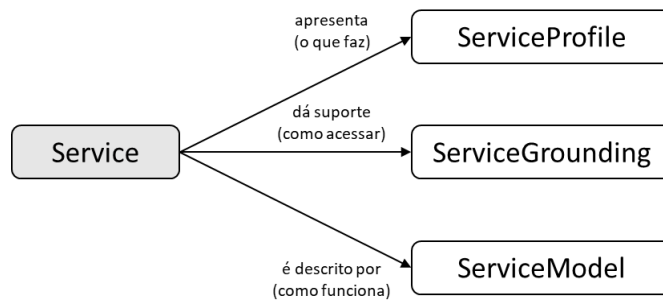 apresenta
(o que faz)
ServiceProfile
dá suporte
(como acessar)
Service
ServiceGrounding
é descrito por
(como funciona)
ServiceModel